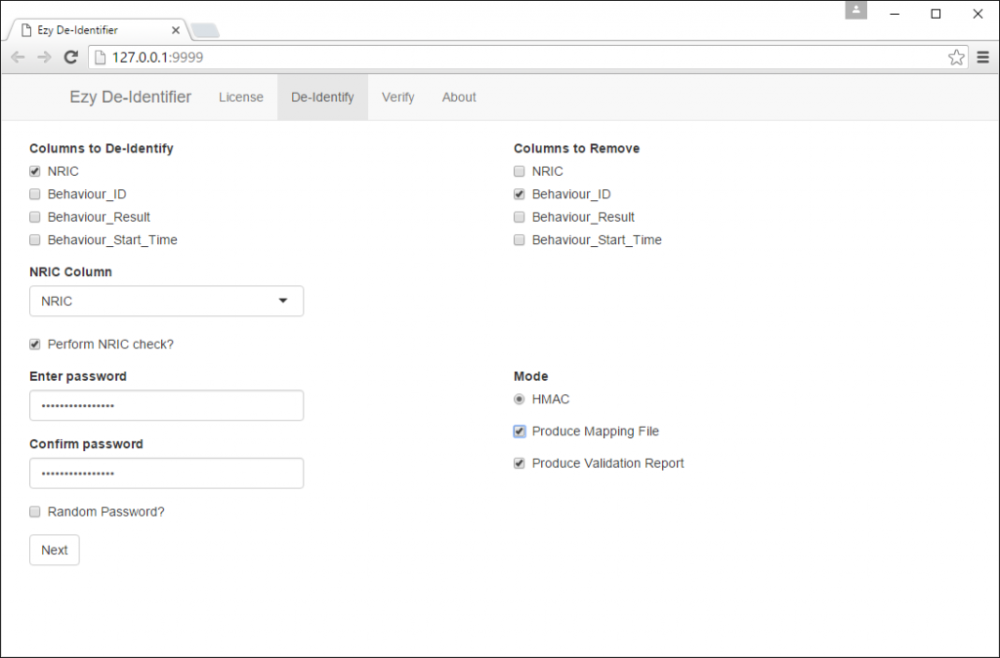 Ezy De-Identifier
127.0.0.1:9999
Ezy De-Identifier License De-Identify Verify About
Columns to De-Identify
NRIC
Behaviour_ID
Behaviour_Result
Behaviour_Start_Time
Columns to Remove
NRIC
Behaviour_ID
Behaviour_Result
Behaviour_Start_Time
NRIC Column
NRIC
Perform NRIC check?
Enter password
••••••••••••••••
Confirm password
••••••••••••••••
Random Password?
Next
Mode
HMAC
Produce Mapping File
Produce Validation Report